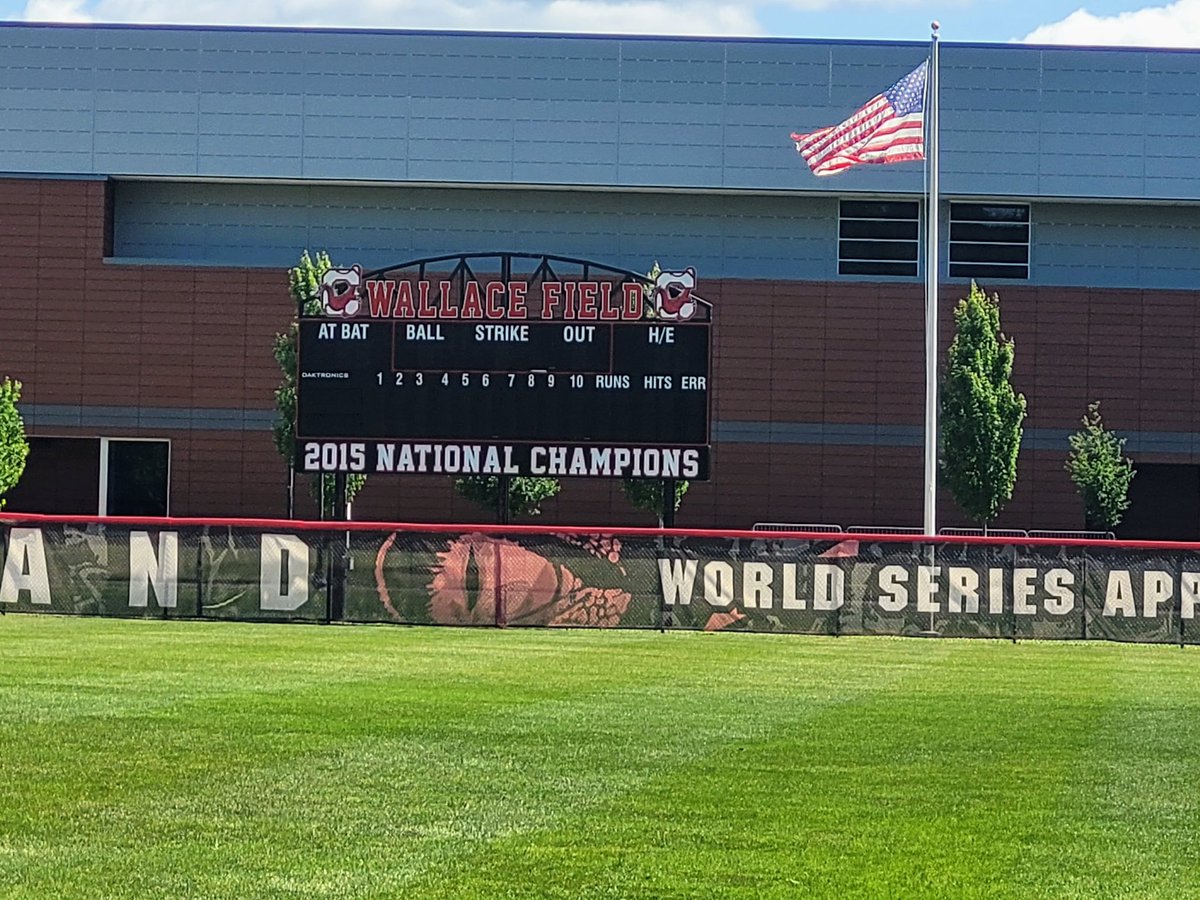 WALLACE FIELD
AT BAT BALL STRIKE OUT H/E
DAKTRONICS 1 2 3 4 5 6 7 8 9 10 RUNS HITS ERR
2015 NATIONAL CHAMPIONS
AND WORLD SERIES APP